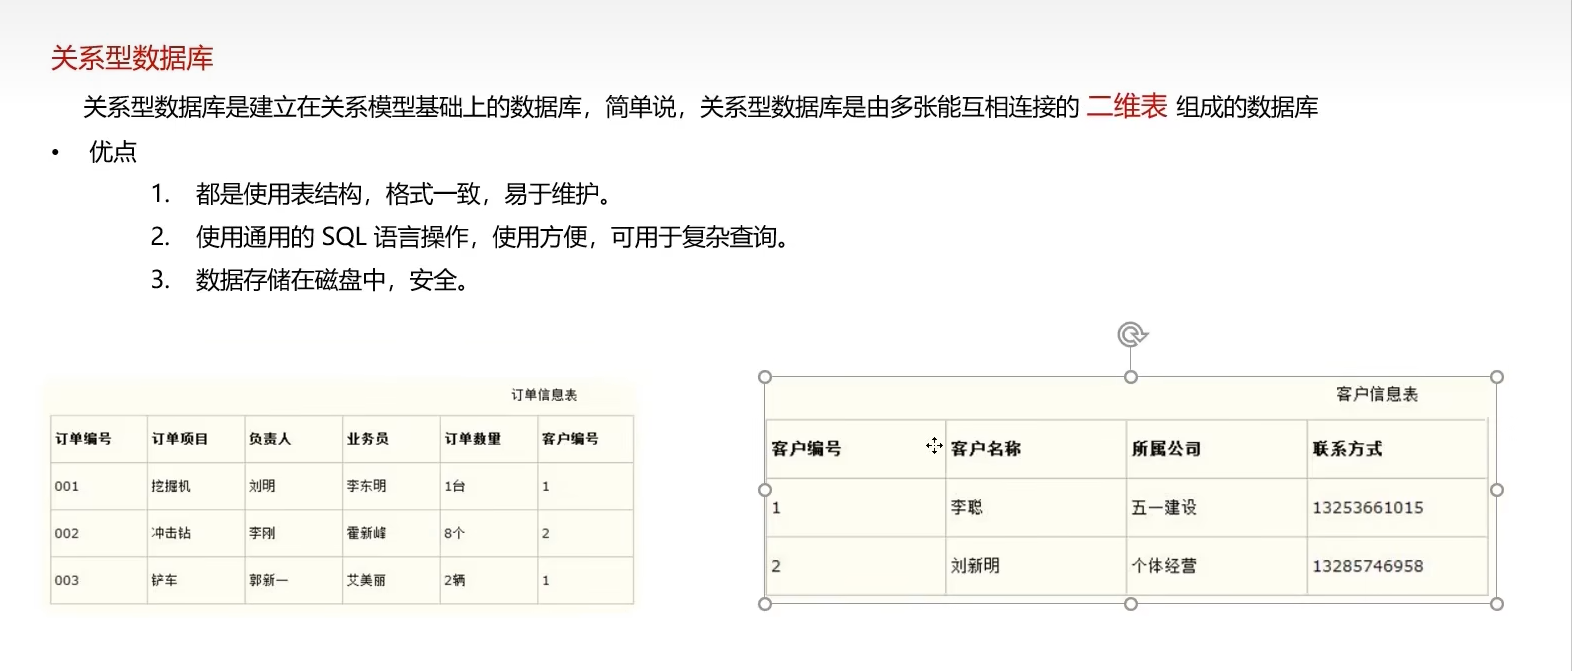 关系型数据库
关系型数据库是建立在关系模型基础上的数据库，简单说，关系型数据库是由多张能互相连接的 二维表 组成的数据库
• 优点
1. 都是使用表结构，格式一致，易于维护。
2. 使用通用的 SQL 语言操作，使用方便，可用于复杂查询。
3. 数据存储在磁盘中，安全。
订单信息表
订单编号 订单项目 负责人 业务员 订单数量 客户编号
001 挖掘机 刘明 李东明 1台 1
002 冲击钻 李刚 霍新峰 8个 2
003 铲车 郭新一 艾美丽 2辆 1
客户信息表
客户编号 客户名称 所属公司 联系方式
1 李聪 五一建设 13253661015
2 刘新明 个体经营 13285746958